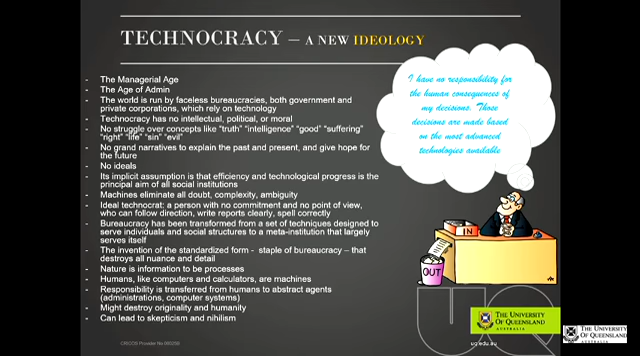 TECHNOCRACY – A NEW IDEOLOGY
- The Managerial Age
- The Age of Admin
- The world is run by faceless bureaucracies, both government and
private corporations, which rely on technology
- Technocracy has no intellectual, political, or moral
- No struggle over concepts like "truth" "intelligence" "good" "suffering"
"right" "life" "sin" "evil"
- No grand narratives to explain the past and present, and give hope for
the future
- No ideals
- Its implicit assumption is that efficiency and technological progress is the
principal aim of all social institutions
- Machines eliminate all doubt, complexity, ambiguity
- Ideal technocrat: a person with no commitment and no point of view,
who can follow direction, write reports clearly, spell correctly
- Bureaucracy has been transformed from a set of techniques designed to
serve individuals and social structures to a meta-institution that largely
serves itself
- The invention of the standardized form - staple of bureaucracy – that
destroys all nuance and detail
- Nature is information to be processes
- Humans, like computers and calculators, are machines
- Responsibility is transferred from humans to abstract agents
(administrations, computer systems)
- Might destroy originality and humanity
- Can lead to skepticism and nihilism
I have no responsibility for
the human consequences of
my decisions. Those
decisions are made based
on the most advanced
technologies available
IN
OUT
UQ
THE UNIVERSITY
OF QUEENSLAND
AUSTRALIA
THE UNIVERSITY
OF QUEENSLAND
AUSTRALIA
CRICOS Provider No 00025B
uq.edu.au